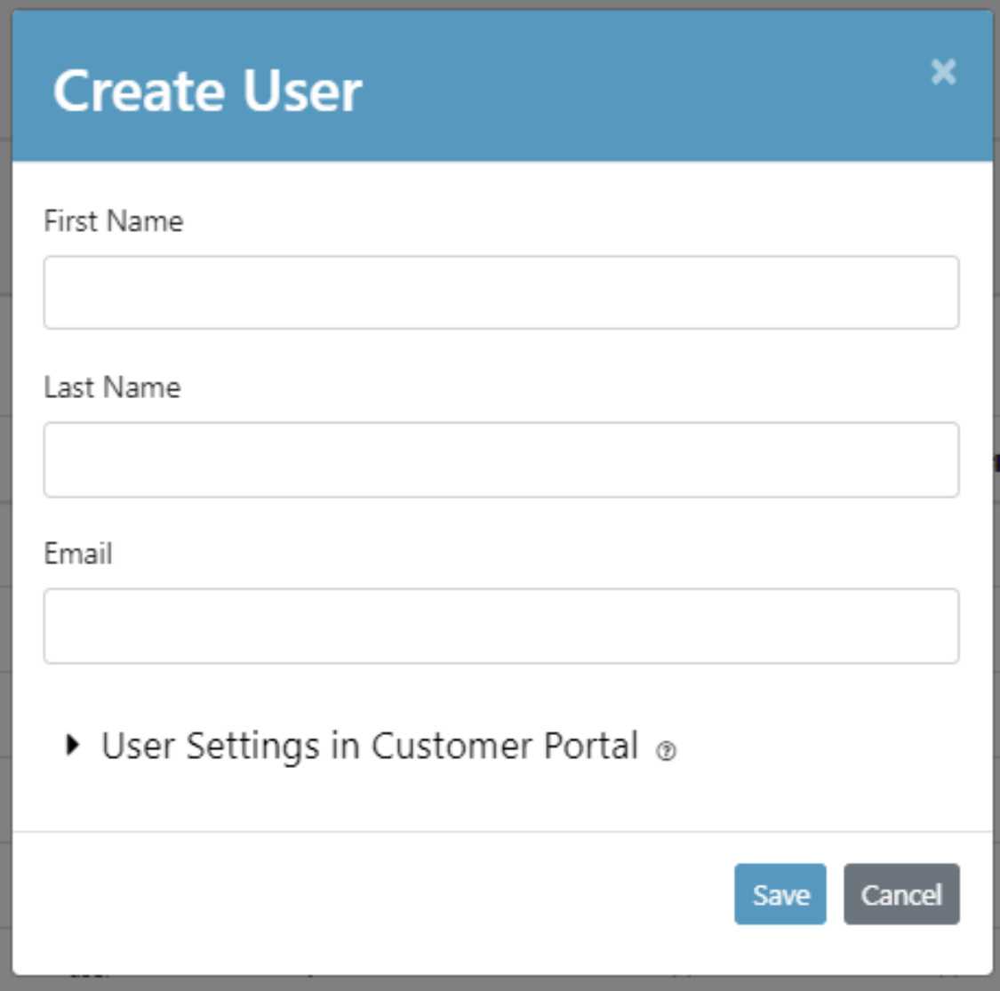 Create User
×
First Name
Last Name
Email
User Settings in Customer Portal ?
Save Cancel